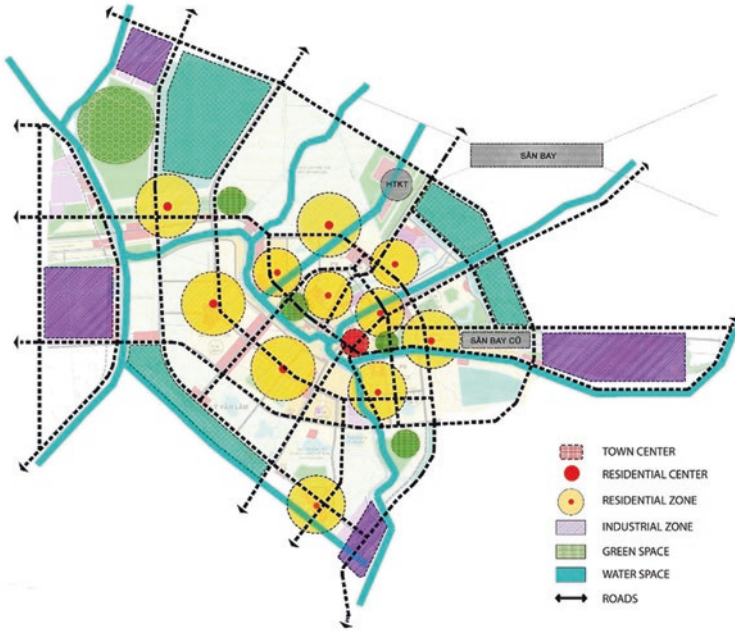 SÂN BAY
HTKT
SÂN BAY CŨ
TOWN CENTER
RESIDENTIAL CENTER
RESIDENTIAL ZONE
INDUSTRIAL ZONE
GREEN SPACE
WATER SPACE
ROADS